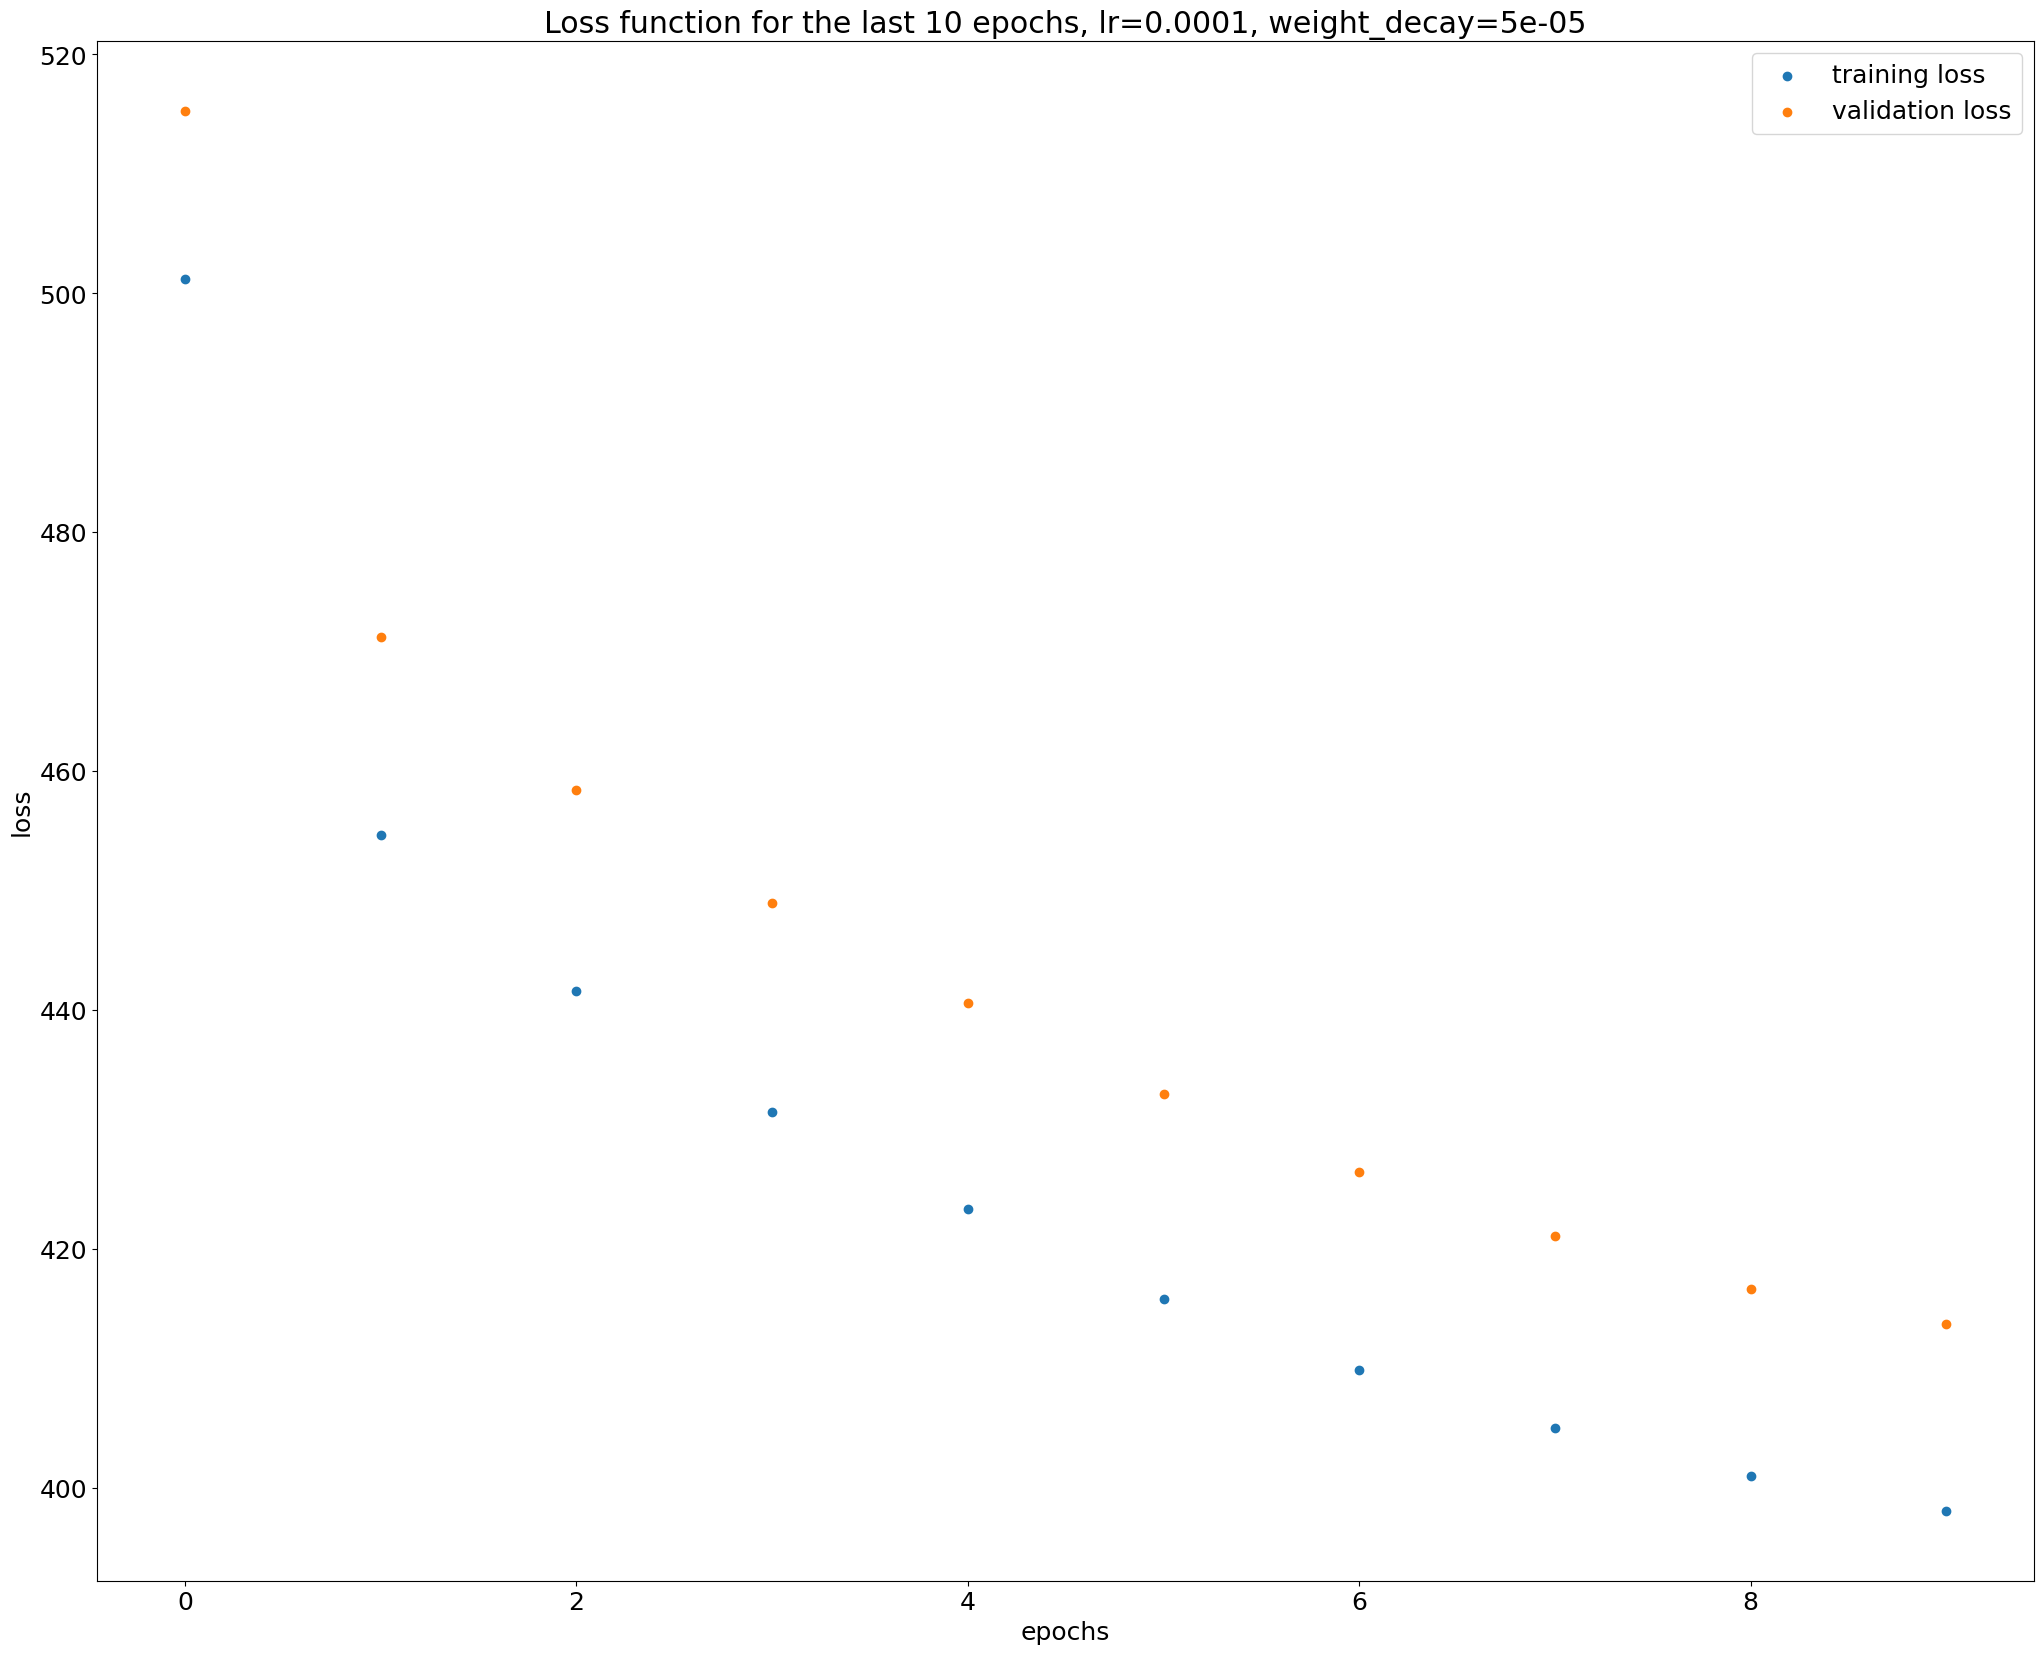 Loss function for the last 10 epochs, lr=0.0001, weight_decay=5e-05
training loss
validation loss
520
500
480
460
440
420
400
loss
0 2 4 6 8
epochs